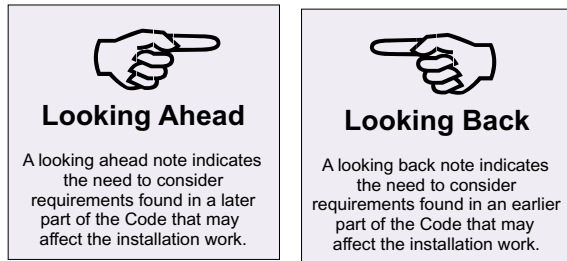 Looking Ahead
A looking ahead note indicates
the need to consider
requirements found in a later
part of the Code that may
affect the installation work.
Looking Back
A looking back note indicates
the need to consider
requirements found in an earlier
part of the Code that may
affect the installation work.